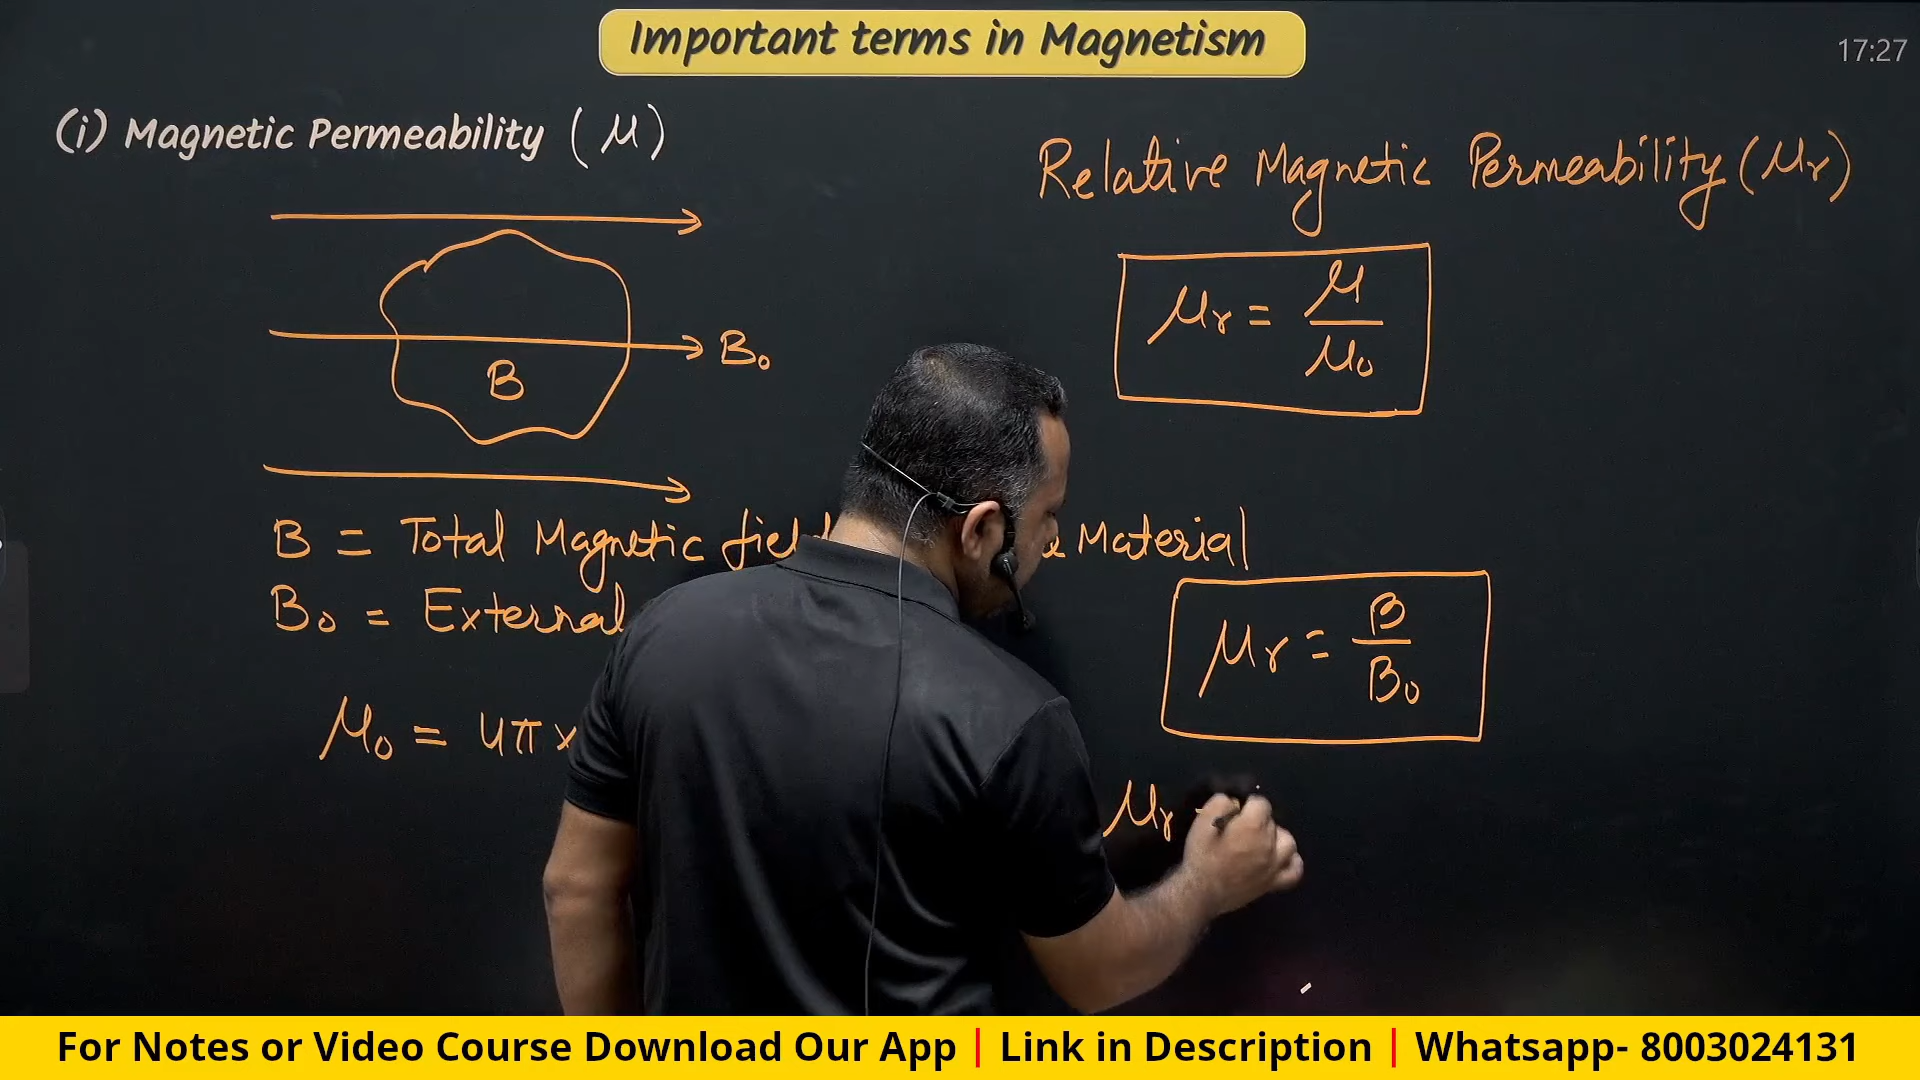 Important terms in Magnetism
17:27
(i) Magnetic Permeability (μ)
B₀
B
B = Total Magnetic Material
B₀ = External
μ₀ = 4π ×
Relative Magnetic Permeability (μr)
μr = μ/μ₀
μr = B/B₀
μr
For Notes or Video Course Download Our App | Link in Description | Whatsapp- 8003024131